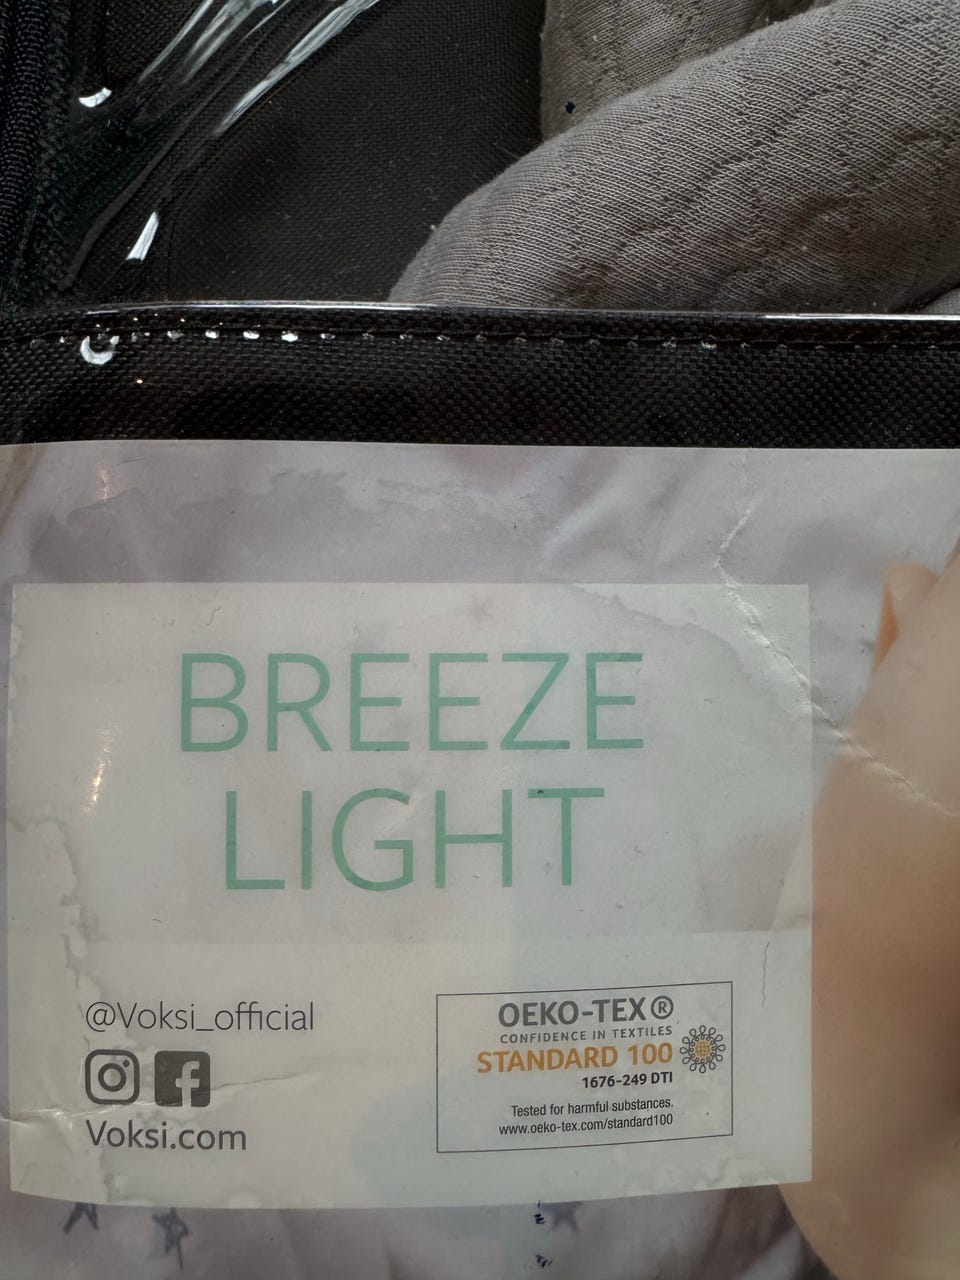 BREEZE
LIGHT
@Voksi_official
Voksi.com
OEKO-TEX®
CONFIDENCE IN TEXTILES
STANDARD 100
1676-249 DTI
Tested for harmful substances.
www.oeko-tex.com/standard100